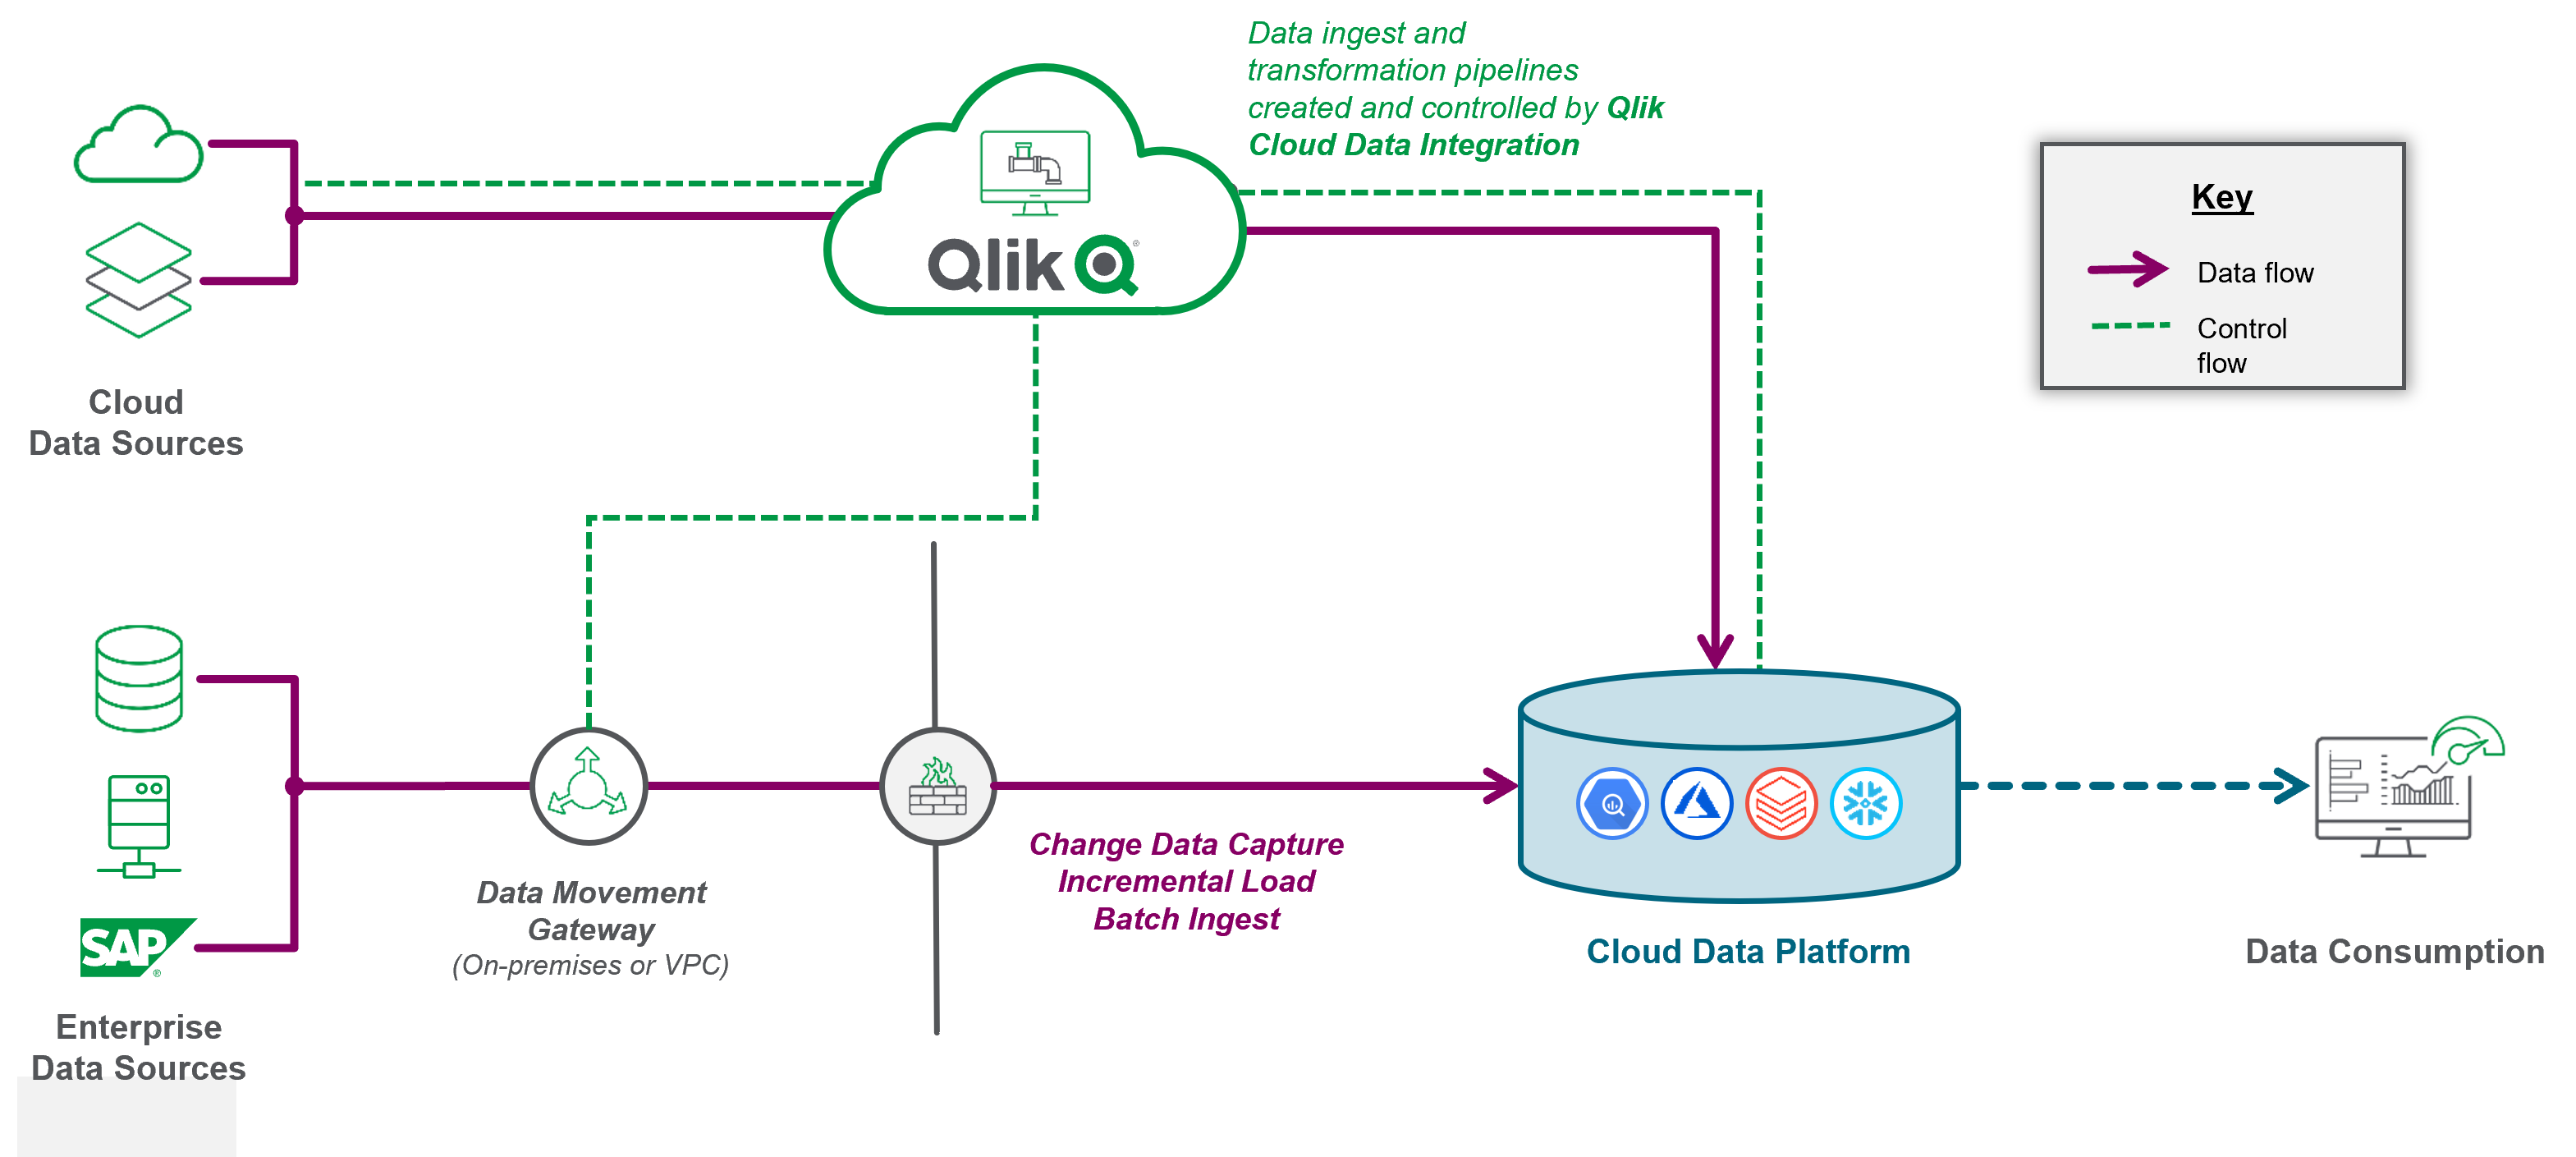 Data ingest and
transformation pipelines
created and controlled by Qlik
Cloud Data Integration
Qlik
®
Key
Data flow
Control
flow
Cloud
Data Sources
Change Data Capture
Incremental Load
Batch Ingest
Data Movement
Gateway
(On-premises or VPC)
SAP
®
Cloud Data Platform
Data Consumption
Enterprise
Data Sources